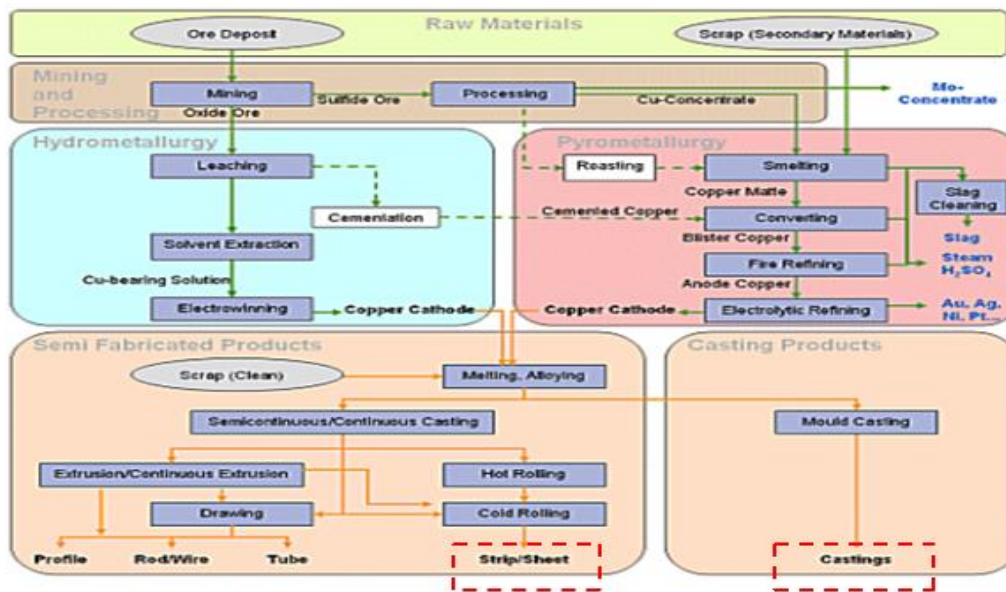 Raw Materials
Ore Deposit
Scrap (Secondary Materials)
Mining
and
Processing
Mining
Sulfide Ore
Processing
Cu-Concentrate
Mo-
Concentrate
Oxide Ore
Hydrometallurgy
Pyrometallurgy
Leaching
Roasting
Smelting
Copper Matte
Slag
Cleaning
Cementation
Cemented Copper
Converting
Slag
Solvent Extraction
Blister Copper
Steam
H₂SO₄
Fire Refining
Cu-bearing Solution
Anode Copper
Electrowinning
Copper Cathode
Copper Cathode
Electrolytic Refining
Au, Ag,
Ni, Pt...
Semi Fabricated Products
Casting Products
Scrap (Clean)
Melting, Alloying
Semicontinuous/Continuous Casting
Mould Casting
Extrusion/Continuous Extrusion
Hot Rolling
Drawing
Cold Rolling
Profile
Rod/Wire
Tube
Strip/Sheet
Castings